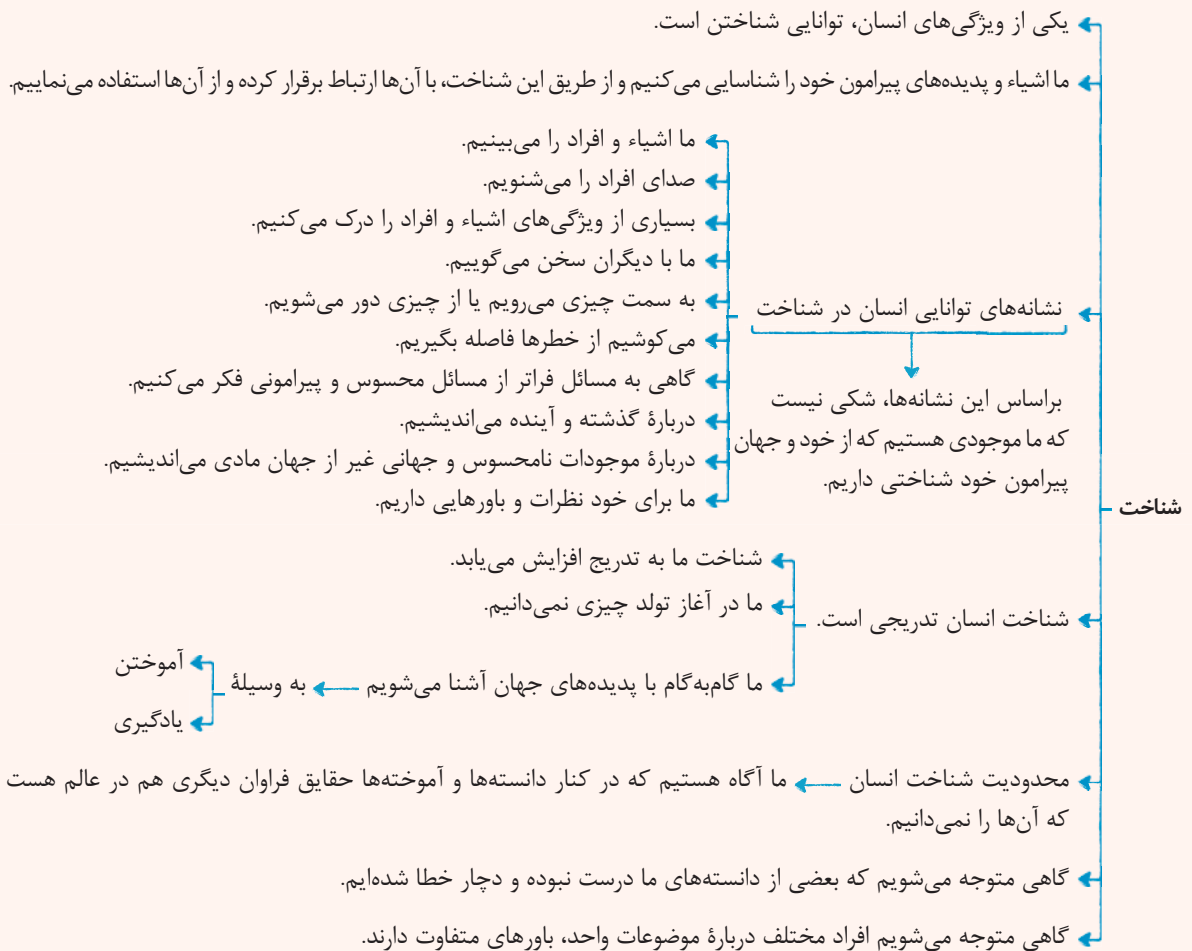 شناخت
یکی از ویژگی‌های انسان، توانایی شناختن است.
ما اشیاء و پدیده‌های پیرامون خود را شناسایی می‌کنیم و از طریق این شناخت، با آن‌ها ارتباط برقرار کرده و از آن‌ها استفاده می‌نماییم.
نشانه‌های توانایی انسان در شناخت
ما اشیاء و افراد را می‌بینیم.
صدای افراد را می‌شنویم.
بسیاری از ویژگی‌های اشیاء و افراد را درک می‌کنیم.
ما با دیگران سخن می‌گوییم.
به سمت چیزی می‌رویم یا از چیزی دور می‌شویم.
می‌کوشیم از خطرها فاصله بگیریم.
گاهی به مسائل فراتر از مسائل محسوس و پیرامونی فکر می‌کنیم.
دربارۀ گذشته و آینده می‌اندیشیم.
دربارۀ موجودات نامحسوس و جهانی غیر از جهان مادی می‌اندیشیم.
ما برای خود نظرات و باورهایی داریم.
براساس این نشانه‌ها، شکی نیست
که ما موجودی هستیم که از خود و جهان
پیرامون خود شناختی داریم.
شناخت انسان تدریجی است.
شناخت ما به تدریج افزایش می‌یابد.
ما در آغاز تولد چیزی نمی‌دانیم.
ما گام‌به‌گام با پدیده‌های جهان آشنا می‌شویم به وسیلۀ
آموختن
یادگیری
محدودیت شناخت انسان ما آگاه هستیم که در کنار دانسته‌ها و آموخته‌ها حقایق فراوان دیگری هم در عالم هست
که آن‌ها را نمی‌دانیم.
گاهی متوجه می‌شویم که بعضی از دانسته‌های ما درست نبوده و دچار خطا شده‌ایم.
گاهی متوجه می‌شویم افراد مختلف دربارۀ موضوعات واحد، باورهای متفاوت دارند.